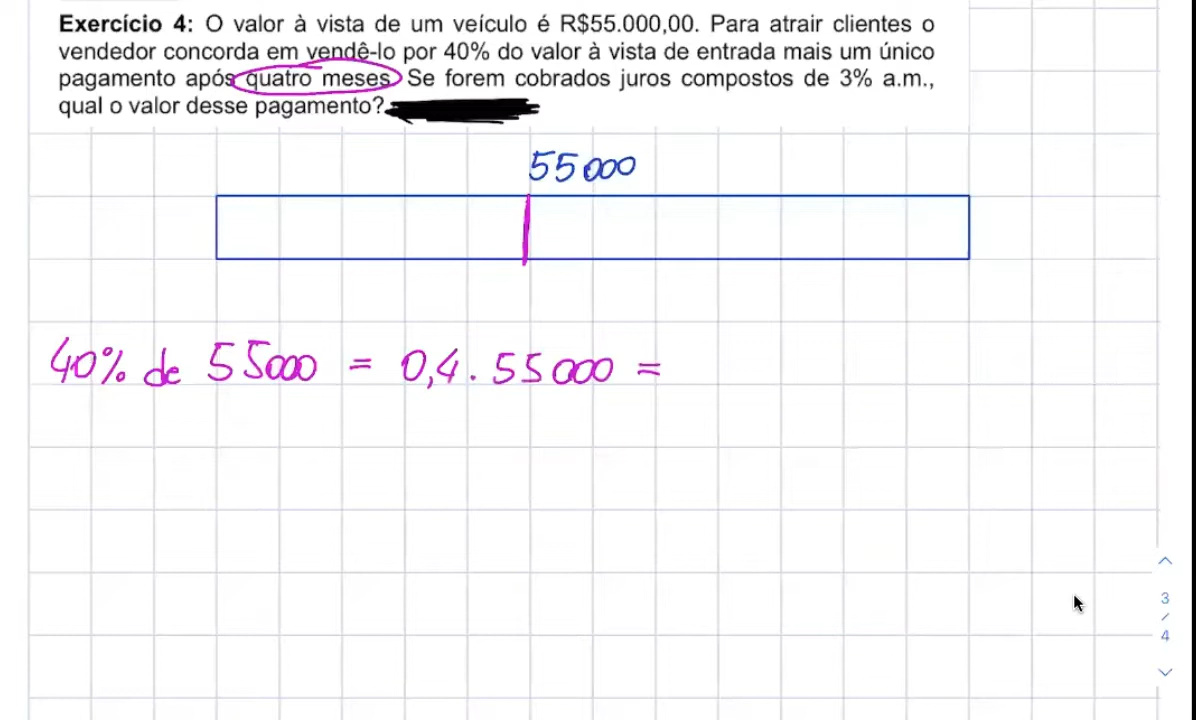 Exercício 4: O valor à vista de um veículo é R$55.000,00. Para atrair clientes o
vendedor concorda em vendê-lo por 40% do valor à vista de entrada mais um único
pagamento após quatro meses. Se forem cobrados juros compostos de 3% a.m.,
qual o valor desse pagamento?
55000
40% de 55000 = 0,4 . 55000 =
3
/
4